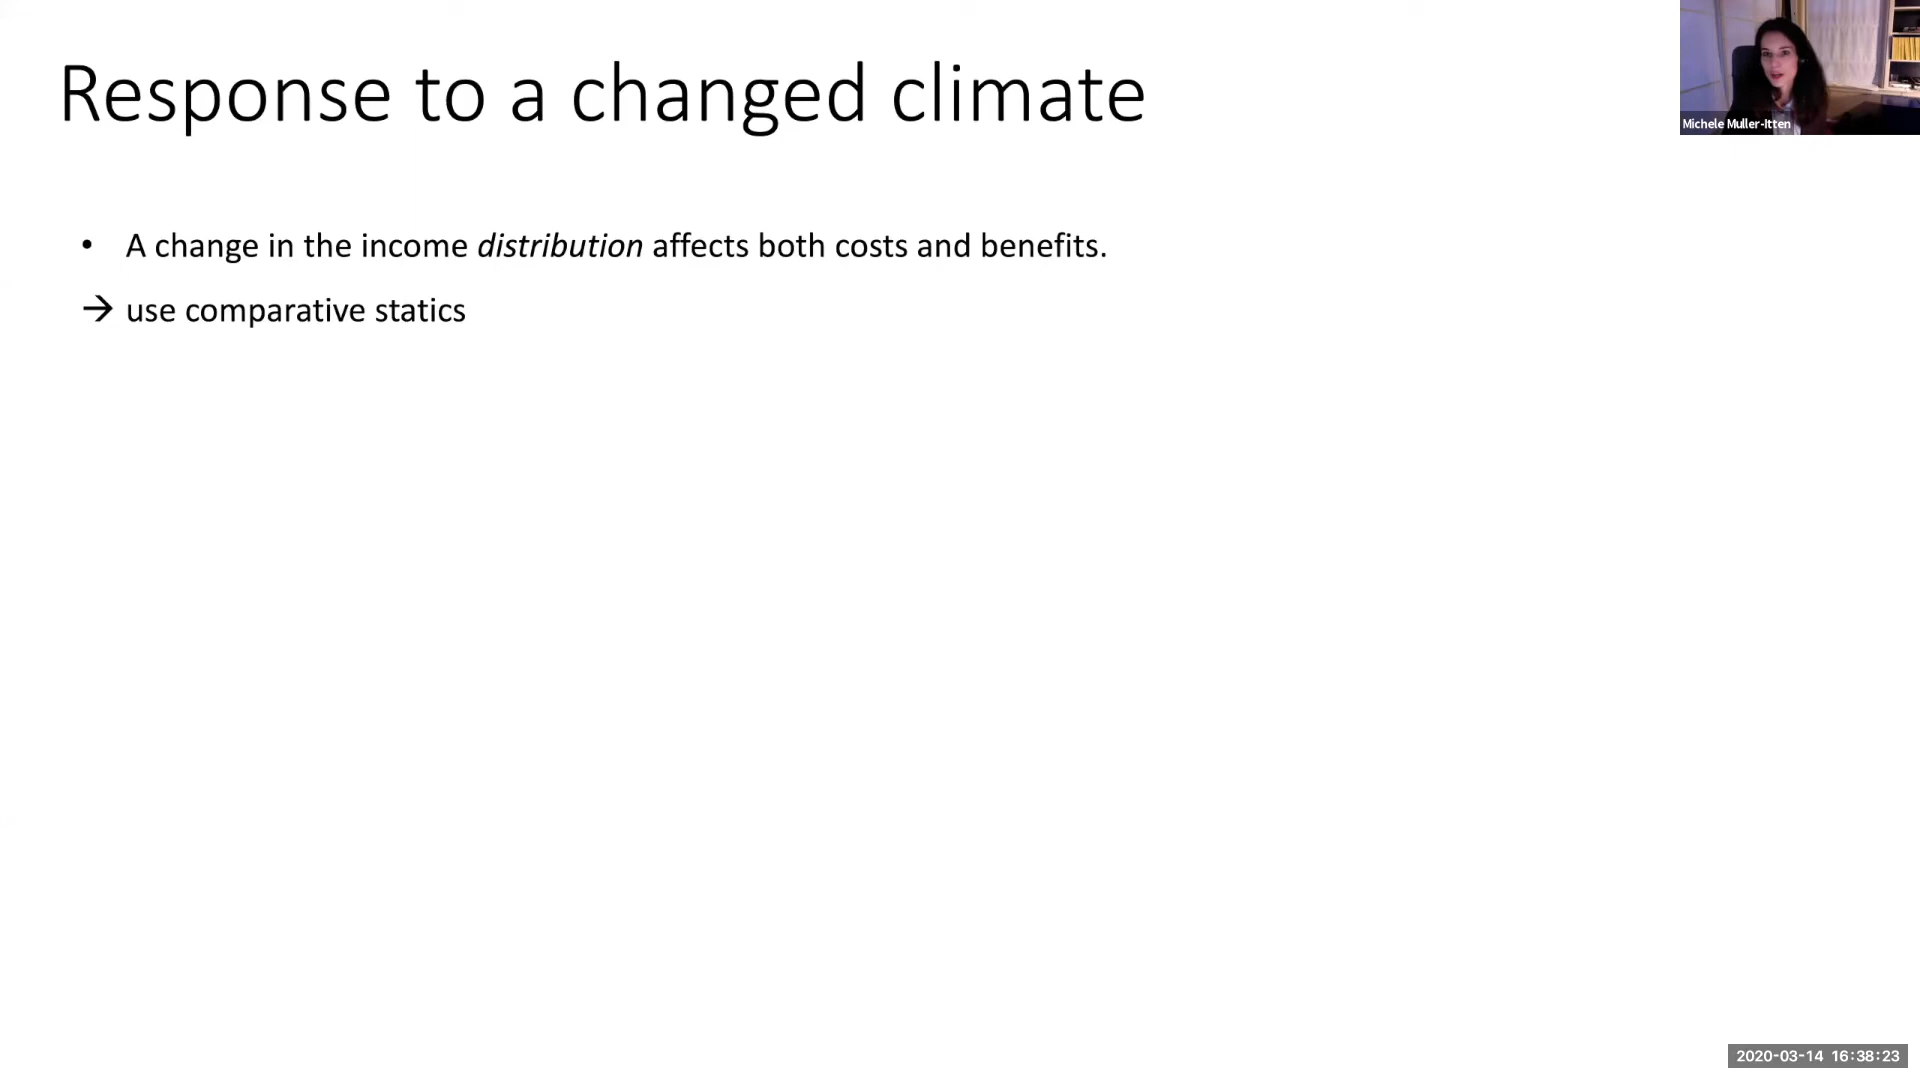 Response to a changed climate
Michele Muller-Itten
• A change in the income distribution affects both costs and benefits.
→ use comparative statics
2020-03-14 16:38:23